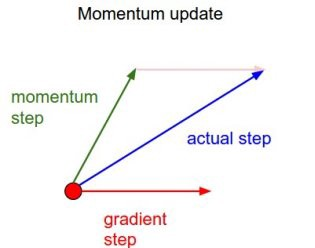 Momentum update
momentum
step
actual step
gradient
step